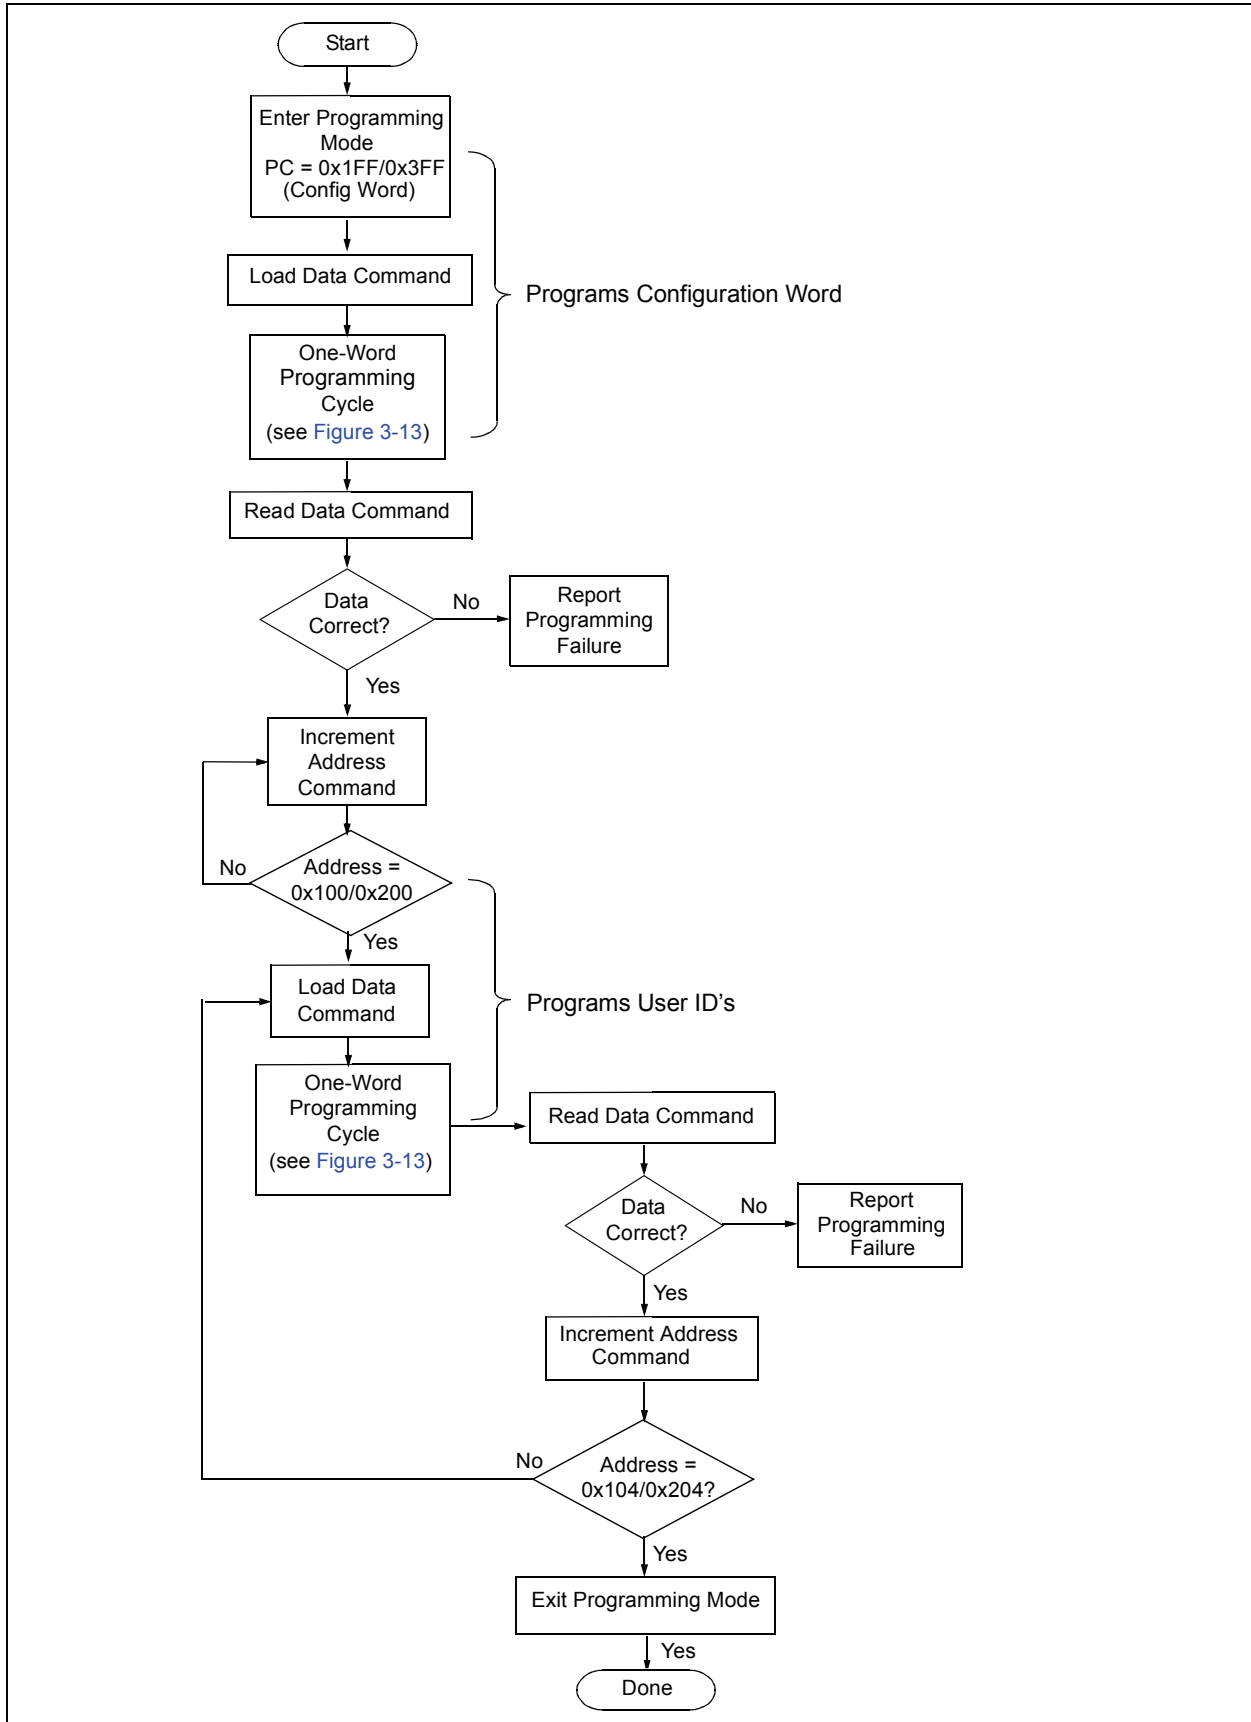 Start
Enter Programming
Mode
PC = 0x1FF/0x3FF
(Config Word)
Load Data Command
Programs Configuration Word
One-Word
Programming
Cycle
(see Figure 3-13)
Read Data Command
Data
Correct?
No
Report
Programming
Failure
Yes
Increment
Address
Command
No
Address =
0x100/0x200
Yes
Load Data
Command
Programs User ID's
One-Word
Programming
Cycle
(see Figure 3-13)
Read Data Command
Data
Correct?
No
Report
Programming
Failure
Yes
Increment Address
Command
No
Address =
0x104/0x204?
Yes
Exit Programming Mode
Yes
Done